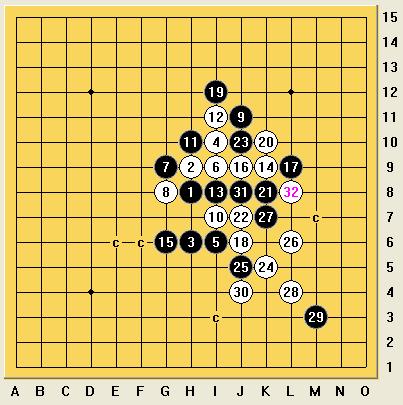 15
14
13
19 12
12 9 11
11 4 23 20 10
7 2 6 16 14 17 9
8 1 13 31 21 32 8
10 22 27 c 7
c c 15 3 5 18 26 6
25 24 5
30 28 4
c 29 3
2
1
A B C D E F G H I J K L M N O